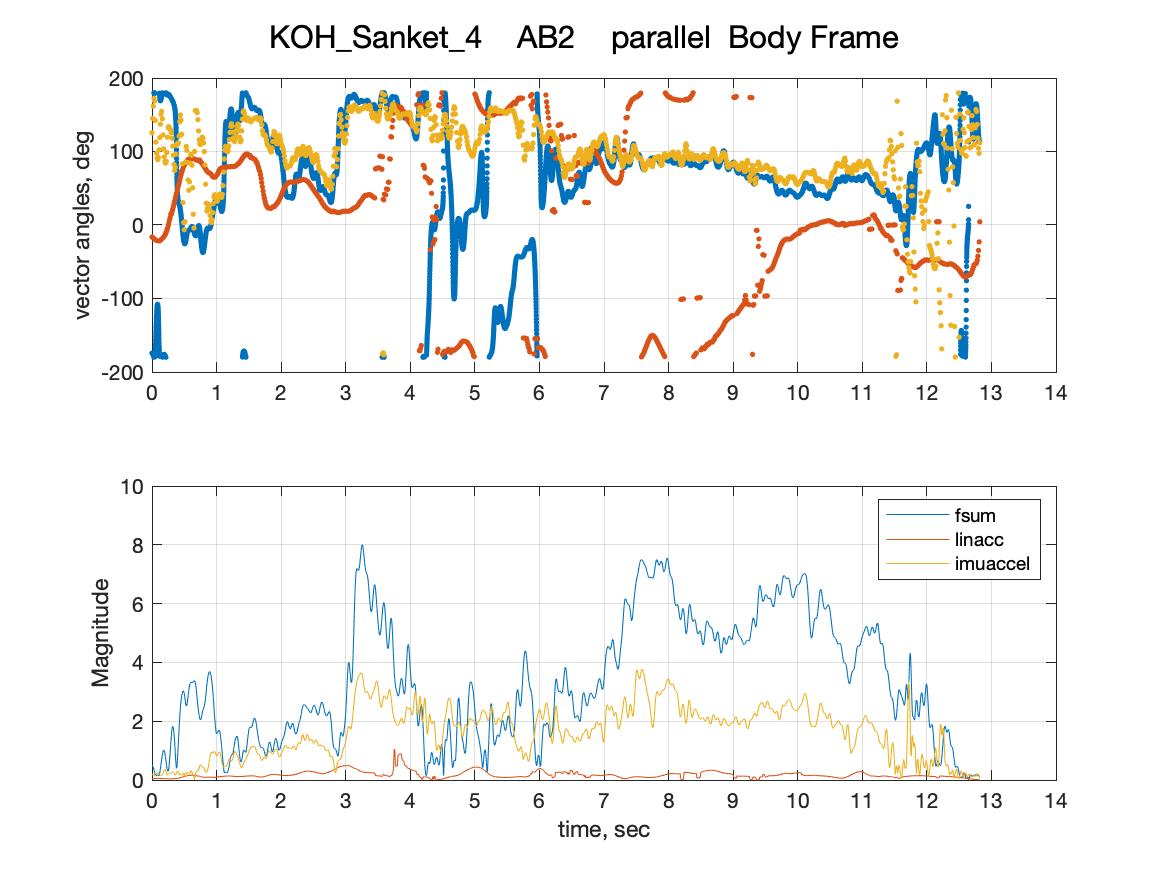 KOH_Sanket_4 AB2 parallel Body Frame
200
100
0
-100
-200
vector angles, deg
0 1 2 3 4 5 6 7 8 9 10 11 12 13 14
10
8
6
4
2
0
Magnitude
fsum
linacc
imuaccel
0 1 2 3 4 5 6 7 8 9 10 11 12 13 14
time, sec